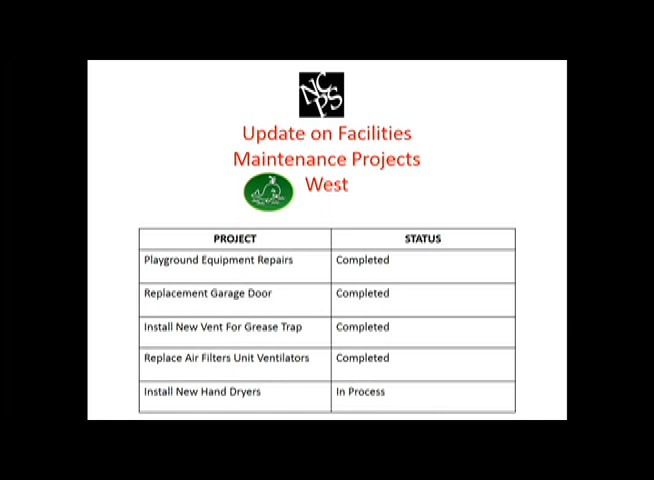 NCPS
Update on Facilities
Maintenance Projects
West
PROJECT STATUS
Playground Equipment Repairs Completed
Replacement Garage Door Completed
Install New Vent For Grease Trap Completed
Replace Air Filters Unit Ventilators Completed
Install New Hand Dryers In Process